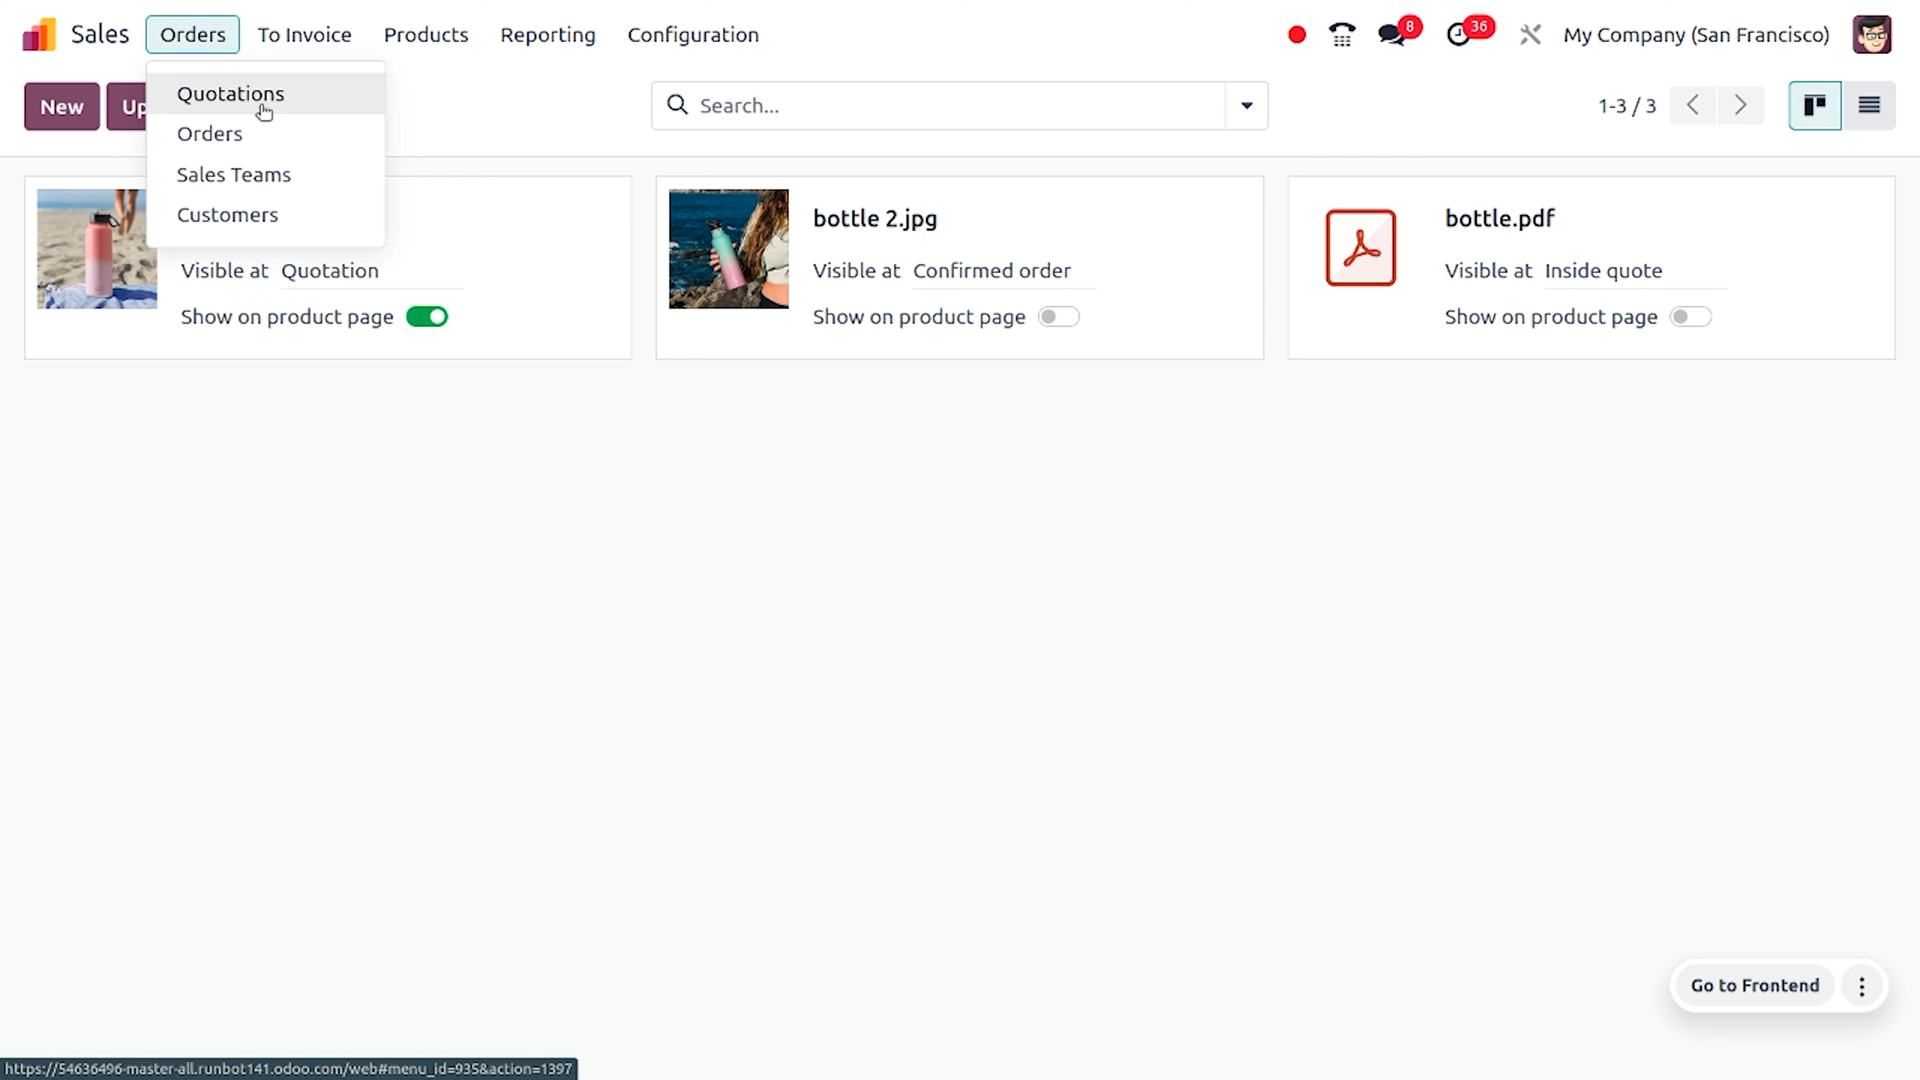 Sales
Orders
To Invoice
Products
Reporting
Configuration
8
36
My Company (San Francisco)
New
Up
Search...
1-3 / 3
Quotations
Orders
Sales Teams
Customers
Visible at Quotation
Show on product page
bottle 2.jpg
Visible at Confirmed order
Show on product page
bottle.pdf
Visible at Inside quote
Show on product page
Go to Frontend
https://54636496-master-all.runbot141.odoo.com/web#menu_id=935&action=1397